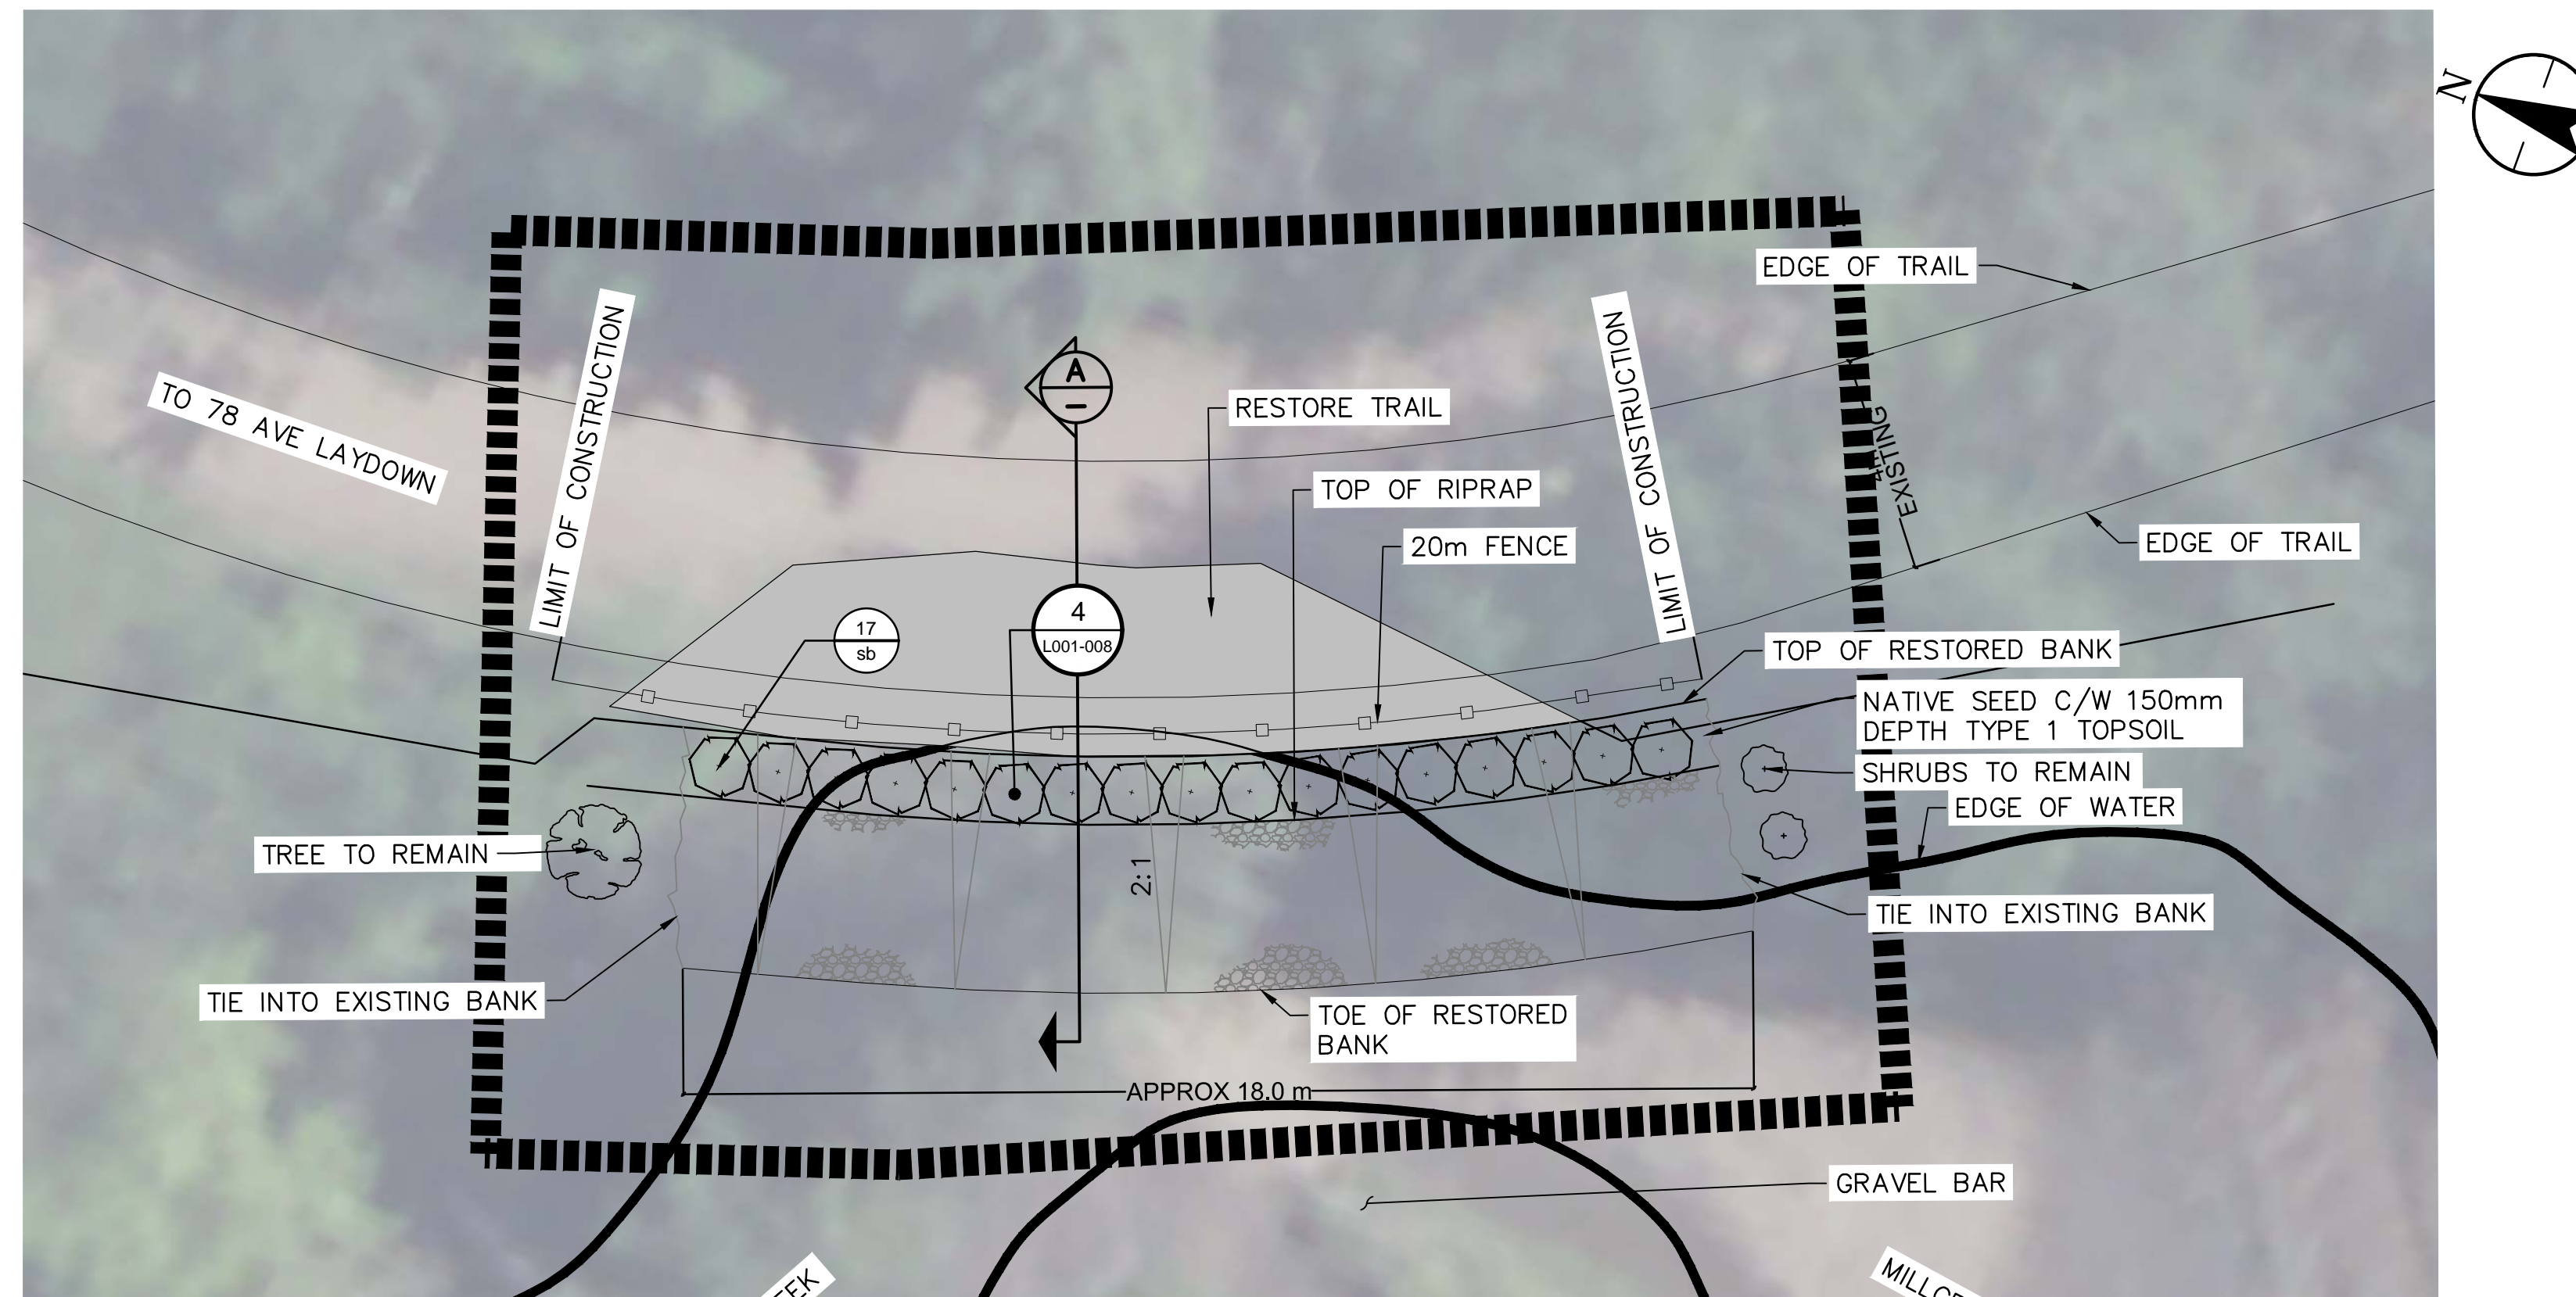 N
EDGE OF TRAIL
LIMIT OF CONSTRUCTION
LIMIT OF CONSTRUCTION
TO 78 AVE LAYDOWN
A
RESTORE TRAIL
TOP OF RIPRAP
20m FENCE
EXISTING
EDGE OF TRAIL
17
sb
4
L001-008
TOP OF RESTORED BANK
NATIVE SEED C/W 150mm
DEPTH TYPE 1 TOPSOIL
SHRUBS TO REMAIN
EDGE OF WATER
TREE TO REMAIN
2:1
TIE INTO EXISTING BANK
TIE INTO EXISTING BANK
TOE OF RESTORED
BANK
APPROX 18.0 m
GRAVEL BAR